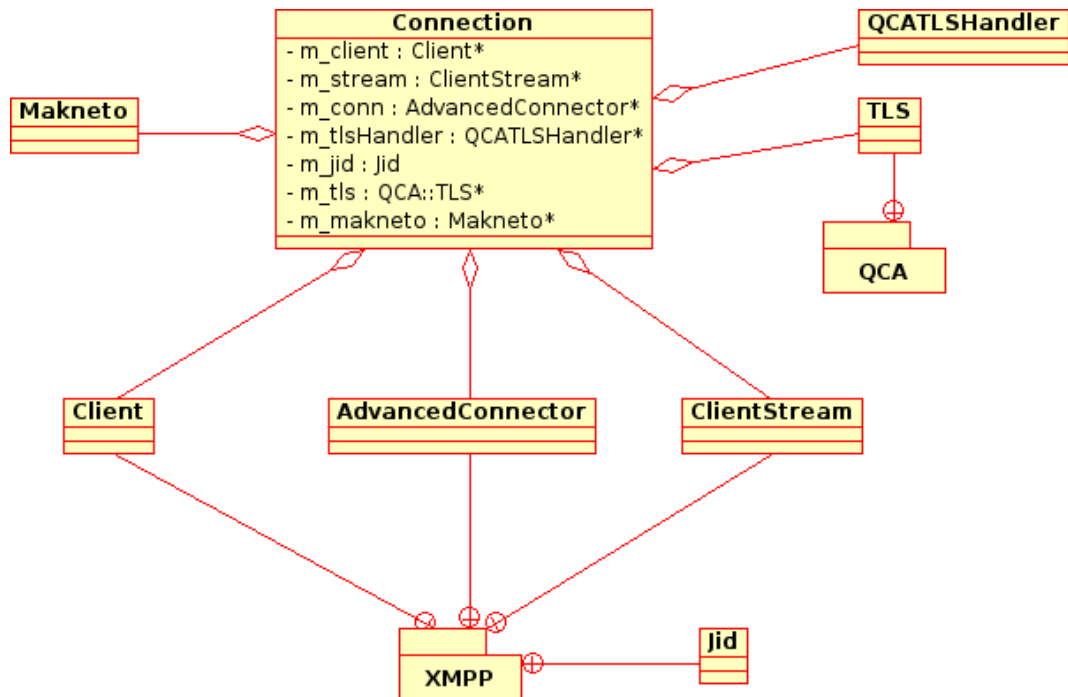 Connection
- m_client : Client*
- m_stream : ClientStream*
- m_conn : AdvancedConnector*
- m_tlsHandler : QCATLSHandler*
- m_jid : Jid
- m_tls : QCA::TLS*
- m_makneto : Makneto*
QCATLSHandler
Makneto
TLS
QCA
Client
AdvancedConnector
ClientStream
XMPP
Jid